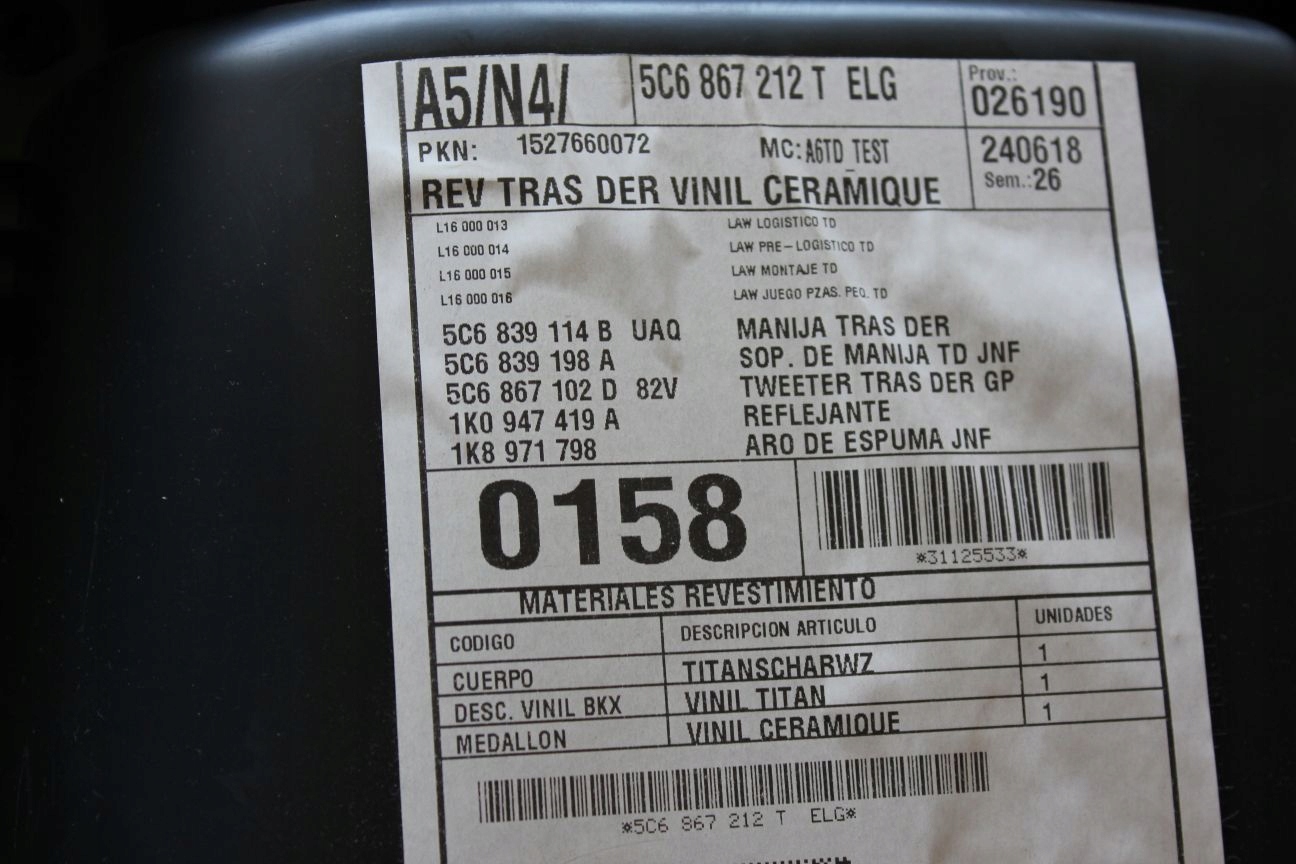 A5/N4/ 5C6 867 212 T ELG Prov.: 026190
PKN: 1527660072 MC: A6TD TEST 240618
Sem.: 26
REV TRAS DER VINIL CERAMIQUE
L16 000 013 LAW LOGISTICO TD
L16 000 014 LAW PRE-LOGISTICO TD
L16 000 015 LAW MONTAJE TD
L16 000 016 LAW JUEGO PZAS. PEQ. TD
5C6 839 114 B UAQ MANIJA TRAS DER
5C6 839 198 A SOP. DE MANIJA TD JNF
5C6 867 102 D 82V TWEETER TRAS DER GP
1K0 947 419 A REFLEJANTE
1K8 971 798 ARO DE ESPUMA JNF
0158
*31125533*
MATERIALES REVESTIMIENTO
CODIGO DESCRIPCION ARTICULO UNIDADES
CUERPO TITANSCHARWZ 1
DESC. VINIL BKX VINIL TITAN 1
MEDALLON VINIL CERAMIQUE 1
*5C6 867 212 T ELG*